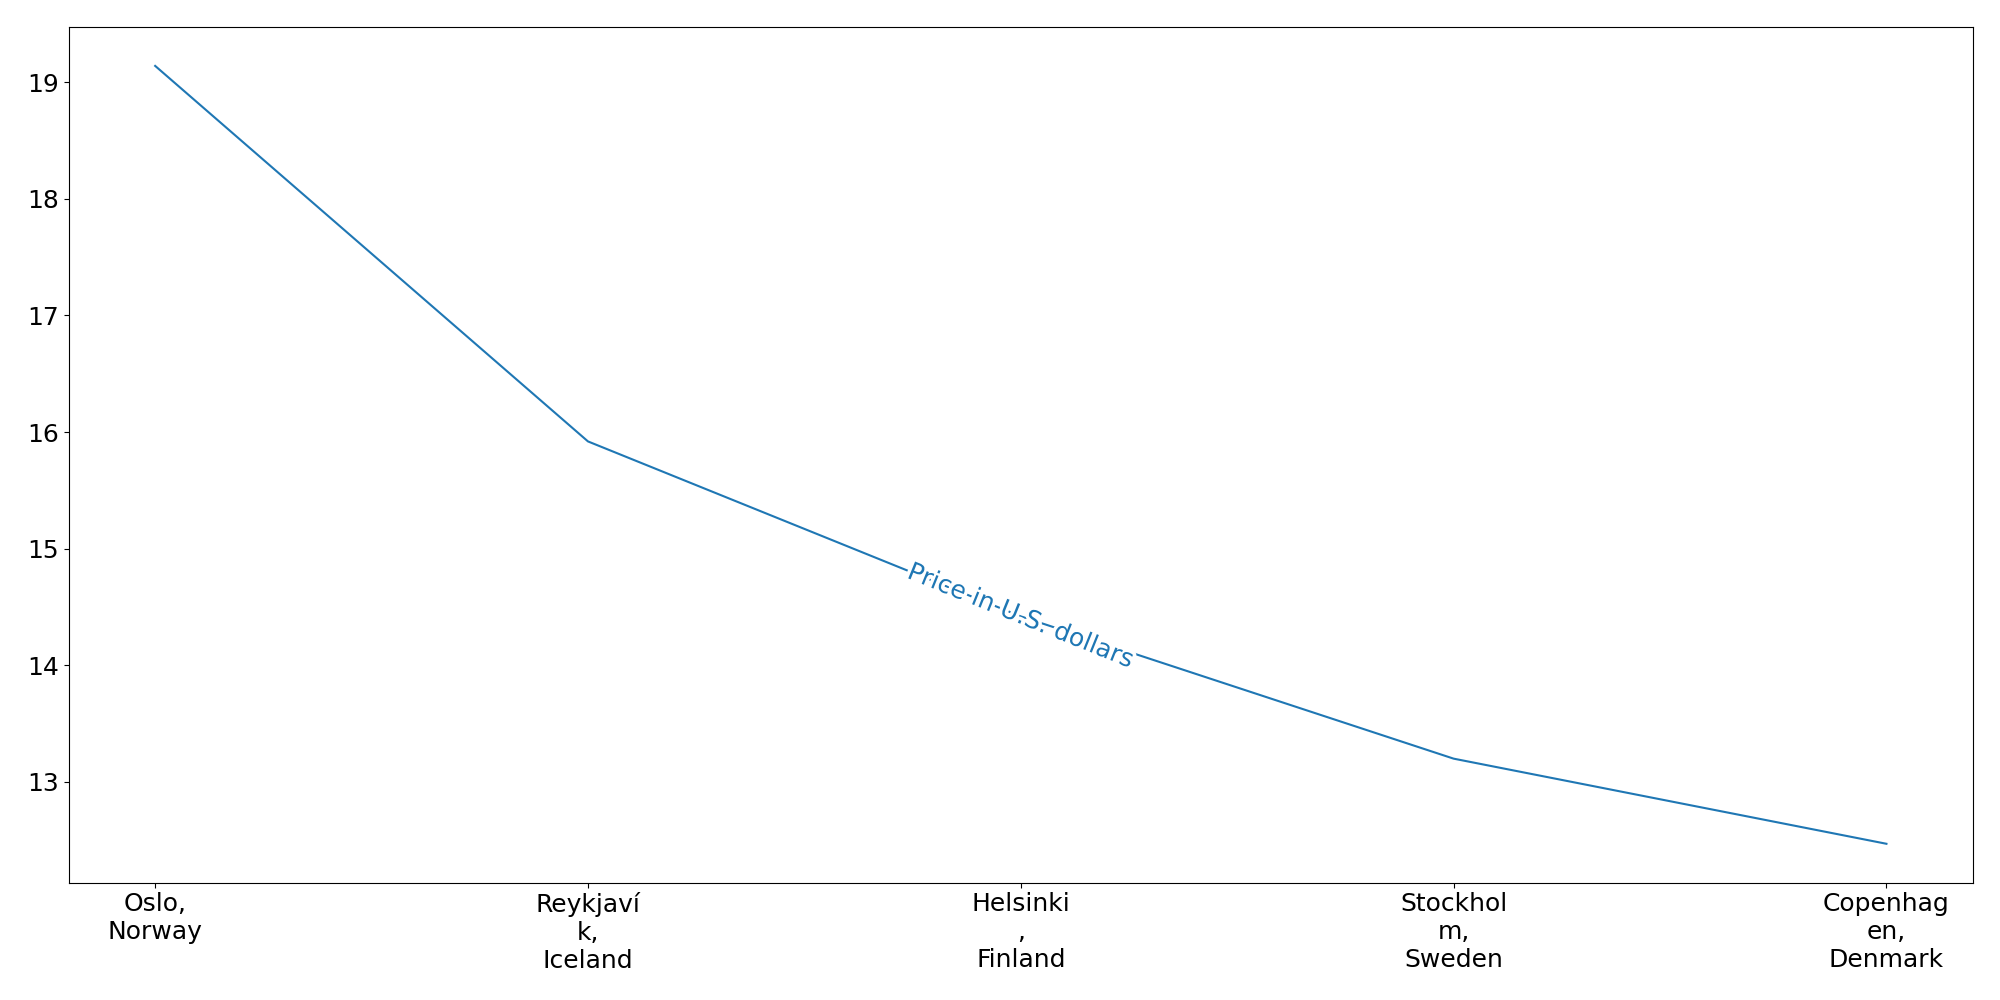 19
18
17
16
15
14
13
Price-in-U.S.-dollars
Oslo,
Norway
Reykjaví
k,
Iceland
Helsinki
,
Finland
Stockhol
m,
Sweden
Copenhag
en,
Denmark